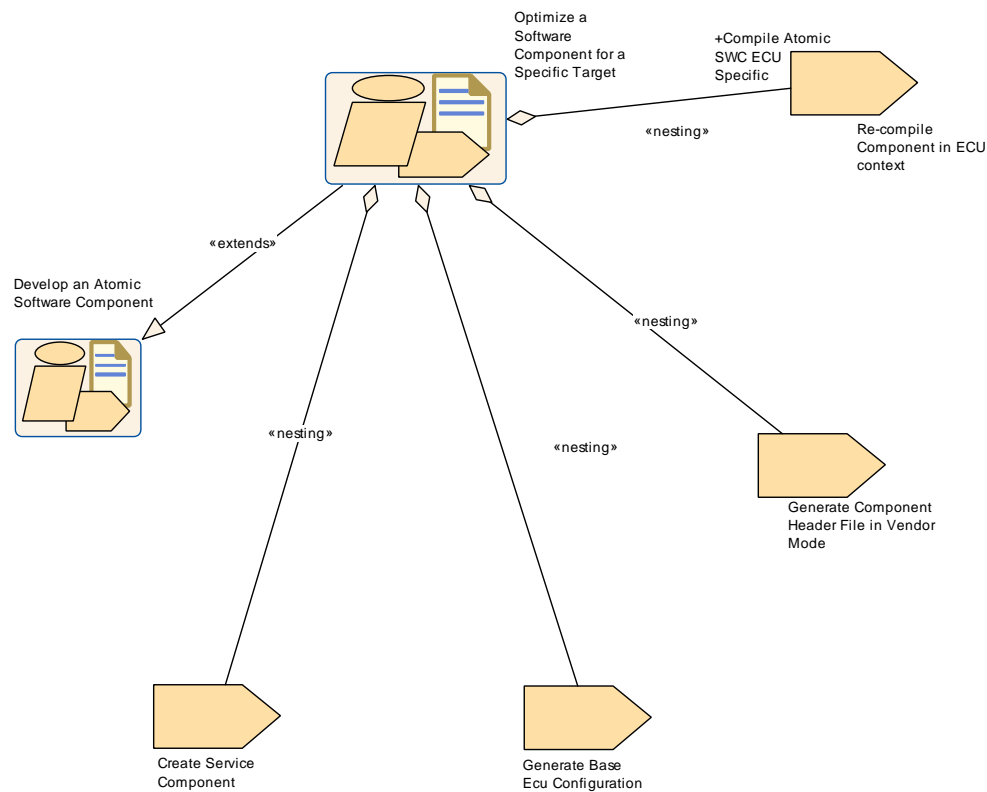 Optimize a
Software
Component for a
Specific Target
+Compile Atomic
SWC ECU
Specific
«nesting»
Re-compile
Component in ECU
context
«extends»
Develop an Atomic
Software Component
«nesting»
«nesting»
«nesting»
Generate Component
Header File in Vendor
Mode
Create Service
Component
Generate Base
Ecu Configuration